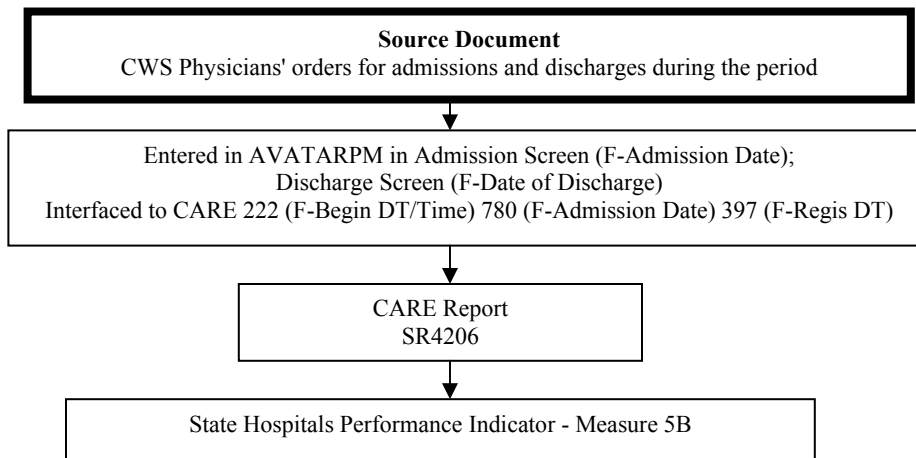 Source Document
CWS Physicians' orders for admissions and discharges during the period
Entered in AVATARPM in Admission Screen (F-Admission Date);
Discharge Screen (F-Date of Discharge)
Interfaced to CARE 222 (F-Begin DT/Time) 780 (F-Admission Date) 397 (F-Regis DT)
CARE Report
SR4206
State Hospitals Performance Indicator - Measure 5B